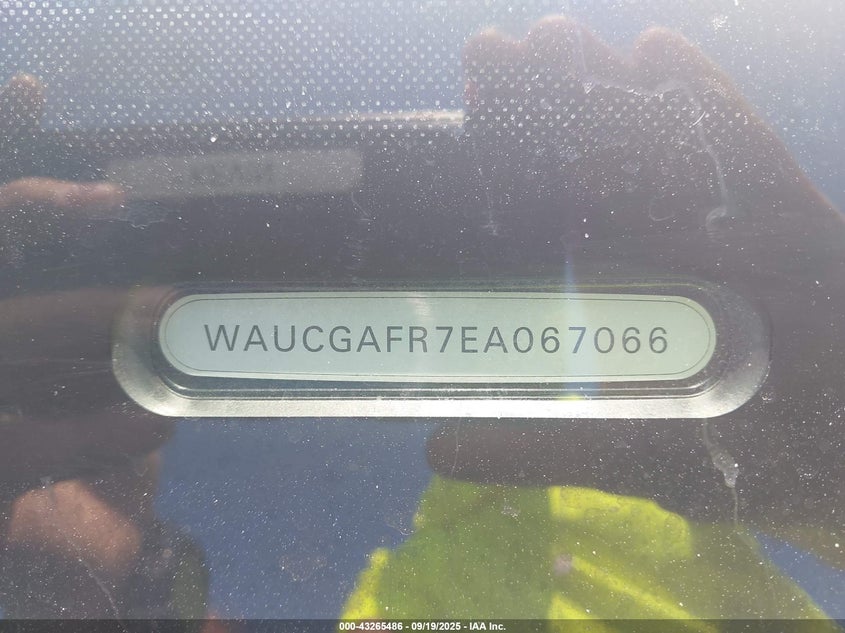 WAUCGAFR7EA067066
000-43265486 - 09/19/2025 - IAA Inc.